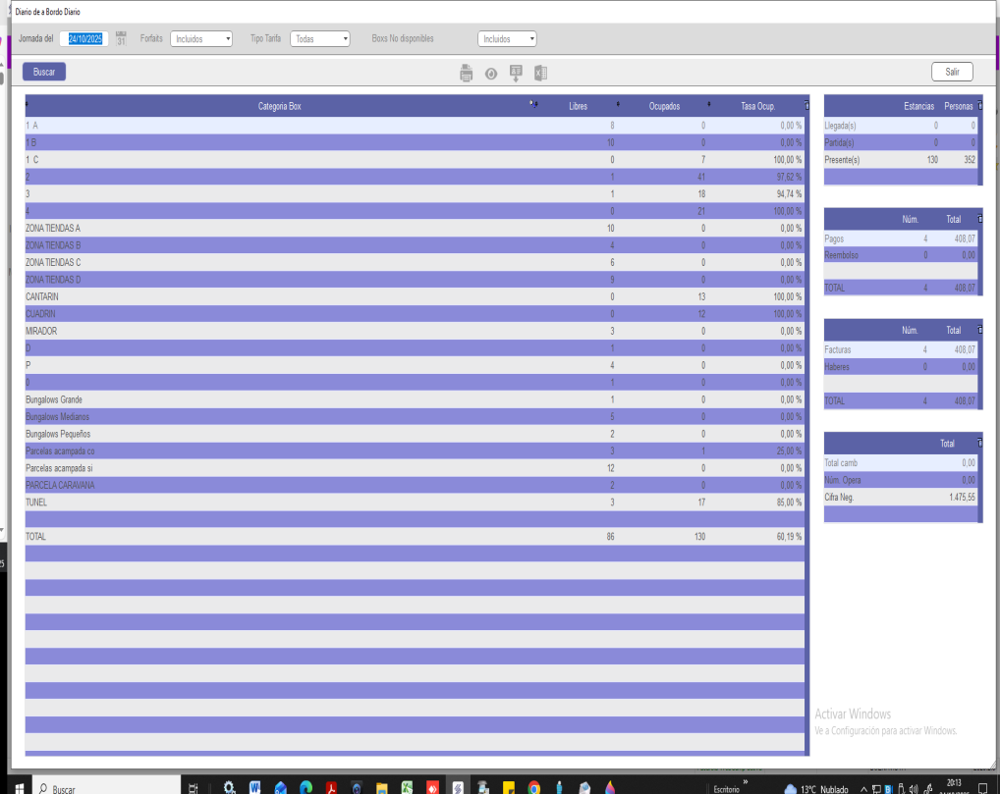 Diario de a Bordo Diario
Jornada del 24/10/2025 31 Forfaits Incluidos Tipo Tarifa Todas Boxs No disponibles Incluidos
Buscar Salir
Categoria Box Libres Ocupados Tasa Ocup.
1 A 8 0 0,00 %
1 B 10 0 0,00 %
1 C 0 7 100,00 %
2 1 41 97,62 %
3 1 18 94,74 %
4 0 21 100,00 %
ZONA TIENDAS A 10 0 0,00 %
ZONA TIENDAS B 4 0 0,00 %
ZONA TIENDAS C 6 0 0,00 %
ZONA TIENDAS D 9 0 0,00 %
CANTARIN 0 13 100,00 %
CUADRIN 0 12 100,00 %
MIRADOR 3 0 0,00 %
D 1 0 0,00 %
P 4 0 0,00 %
0 1 0 0,00 %
Bungalows Grande 1 0 0,00 %
Bungalows Medianos 5 0 0,00 %
Bungalows Pequeños 2 0 0,00 %
Parcelas acampada co 3 1 25,00 %
Parcelas acampada si 12 0 0,00 %
PARCELA CARAVANA 2 0 0,00 %
TUNEL 3 17 85,00 %
TOTAL 86 130 60,19 %
Estancias Personas
Llegada(s) 0 0
Partida(s) 0 0
Presente(s) 130 352
Núm. Total
Pagos 4 408,07
Reembolso 0 0,00
TOTAL 4 408,07
Núm. Total
Facturas 4 408,07
Haberes 0 0,00
TOTAL 4 408,07
Total
Total camb 0,00
Núm. Opera 0,00
Cifra Neg. 1.475,55
Activar Windows
Ve a Configuración para activar Windows.
Buscar Escritorio 13ºC Nublado 20:13